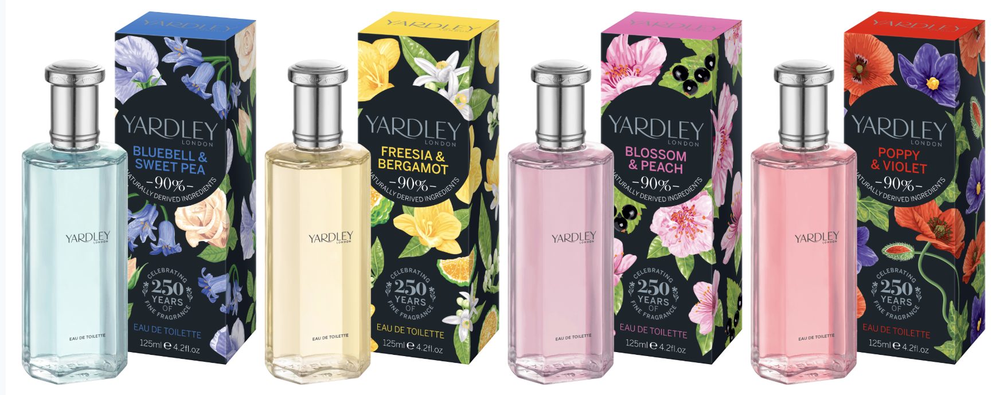 YARDLEY
LONDON
YARDLEY
LONDON
BLUEBELL &
SWEET PEA
-90%-
NATURALLY DERIVED INGREDIENTS
CELEBRATING
250
YEARS
OF
FINE FRAGRANCE
EAU DE TOILETTE
125ml e 4.2fl.oz
YARDLEY
LONDON
EAU DE TOILETTE
YARDLEY
LONDON
YARDLEY
LONDON
FREESIA &
BERGAMOT
-90%-
NATURALLY DERIVED INGREDIENTS
CELEBRATING
250
YEARS
OF
FINE FRAGRANCE
EAU DE TOILETTE
125ml e 4.2fl.oz
YARDLEY
LONDON
EAU DE TOILETTE
YARDLEY
LONDON
YARDLEY
LONDON
BLOSSOM
& PEACH
-90%-
NATURALLY DERIVED INGREDIENTS
CELEBRATING
250
YEARS
OF
FINE FRAGRANCE
EAU DE TOILETTE
125ml e 4.2fl.oz
YARDLEY
LONDON
EAU DE TOILETTE
YARDLEY
LONDON
YARDLEY
LONDON
POPPY
& VIOLET
-90%-
NATURALLY DERIVED INGREDIENTS
CELEBRATING
250
YEARS
OF
FINE FRAGRANCE
EAU DE TOILETTE
125ml e 4.2fl.oz
YARDLEY
LONDON
EAU DE TOILETTE